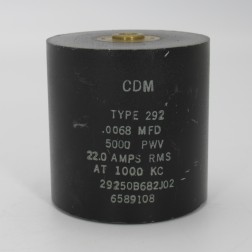 CDM
TYPE 292
.0068 MFD
5000 PWV
22.0 AMPS RMS
AT 1000 KC
29250B682J02
6589108